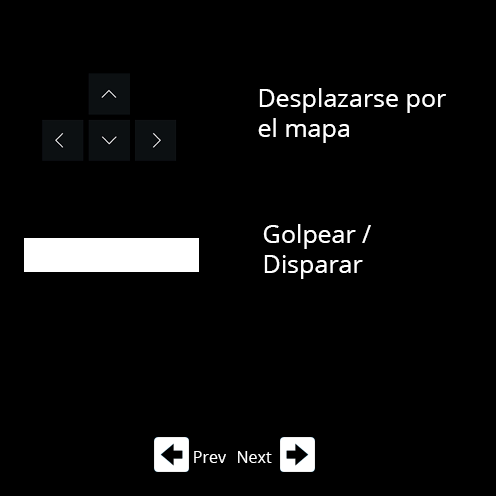 Desplazarse por
el mapa
Golpear /
Disparar
Prev Next